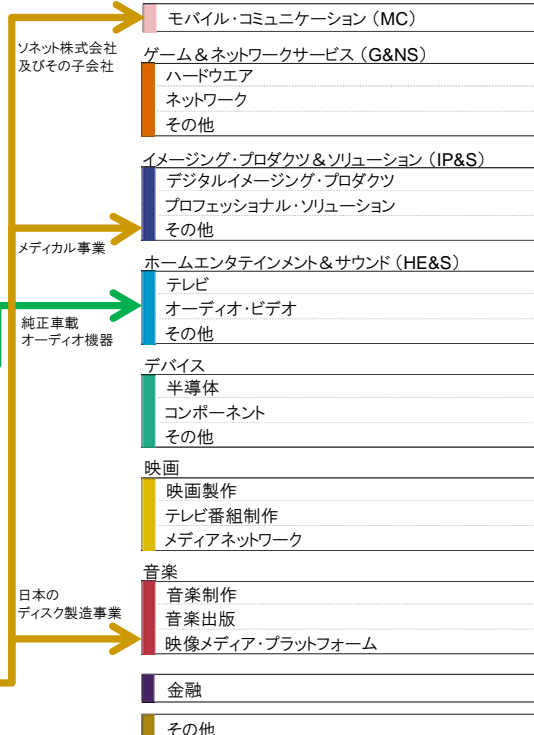 モバイル・コミュニケーション（MC）
ソネット株式会社
及びその子会社
ゲーム＆ネットワークサービス（G&NS）
ハードウエア
ネットワーク
その他
イメージング・プロダクツ＆ソリューション（IP&S）
デジタルイメージング・プロダクツ
プロフェッショナル・ソリューション
その他
メディカル事業
ホームエンタテインメント＆サウンド（HE&S）
テレビ
オーディオ・ビデオ
その他
純正車載
オーディオ機器
デバイス
半導体
コンポーネント
その他
映画
映画製作
テレビ番組制作
メディアネットワーク
音楽
音楽制作
音楽出版
映像メディア・プラットフォーム
日本の
ディスク製造事業
金融
その他